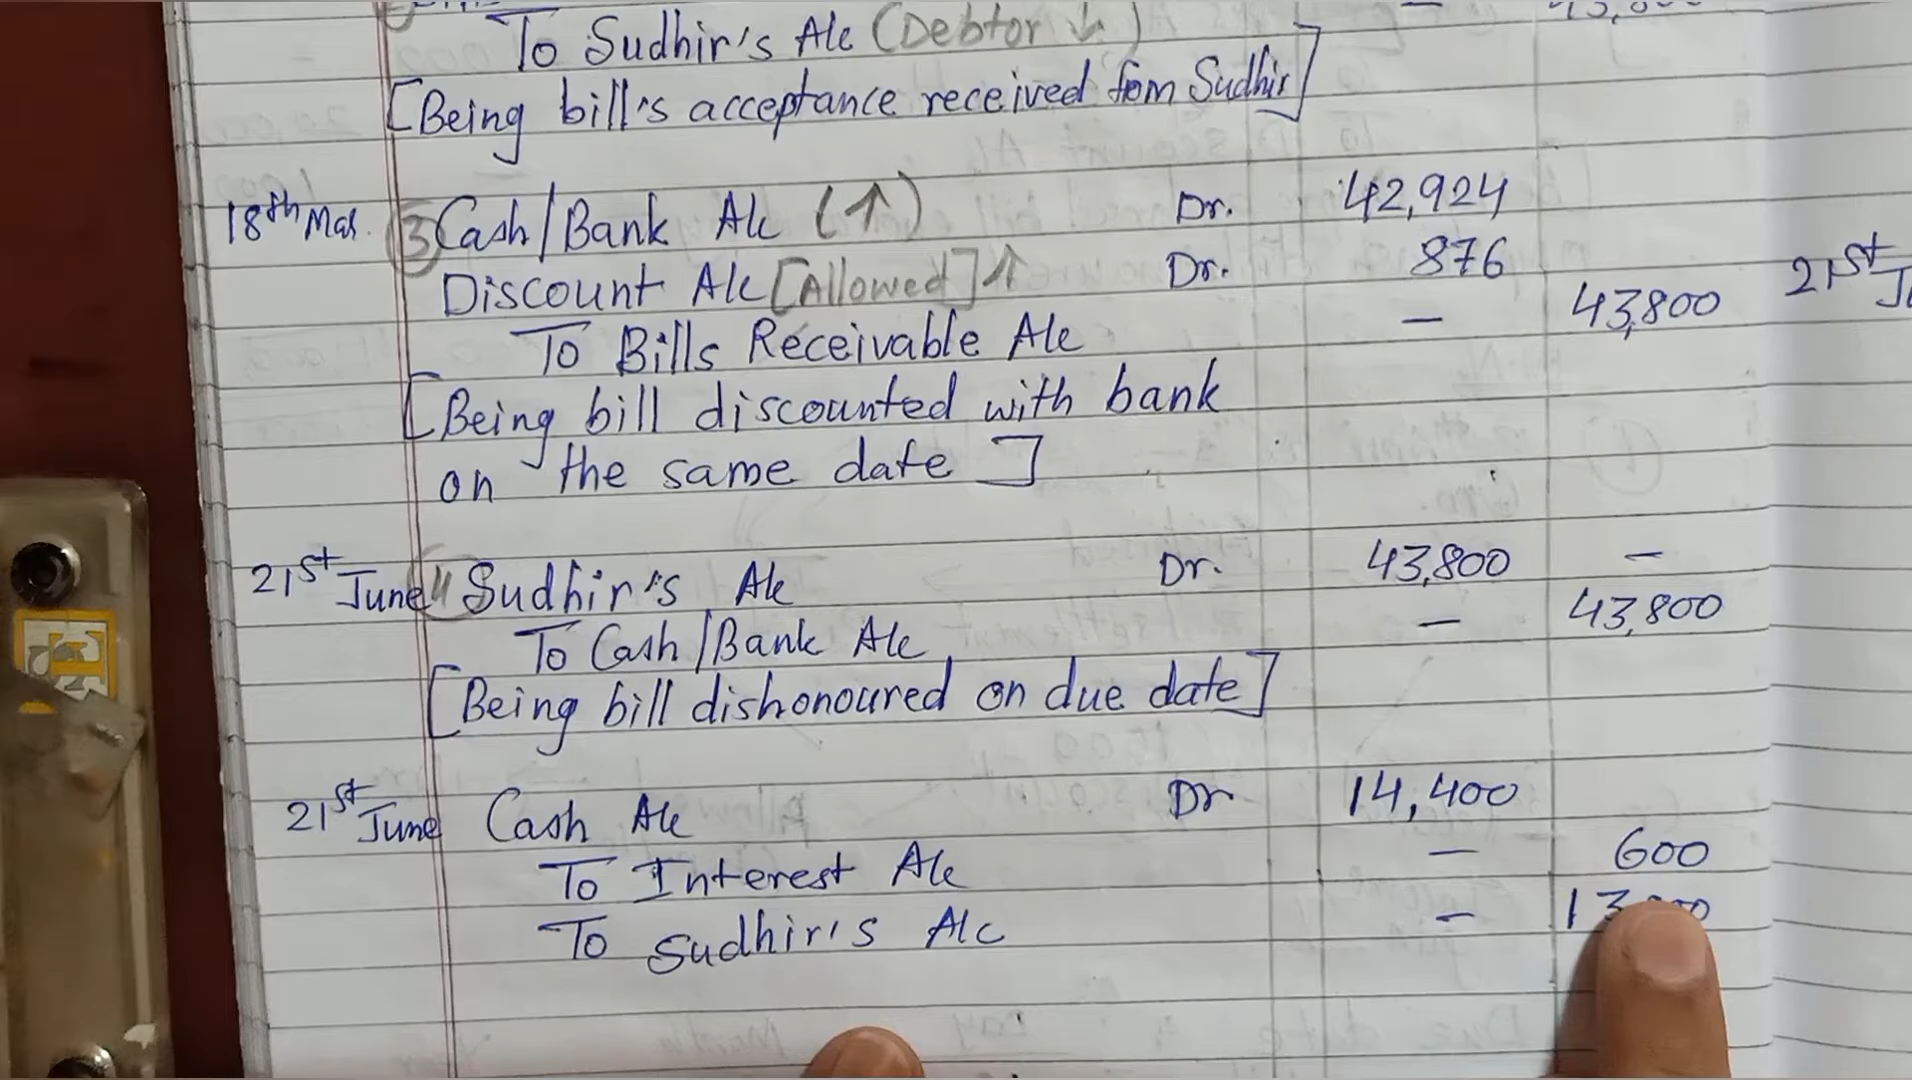 To Sudhir's A/c (Debtor ↓)
[Being bill's acceptance received fom Sudhir]
18th Mar. 3 Cash/Bank A/c (↑) Dr. 42,924
Discount A/c [Allowed] ↑ Dr. 876
To Bills Receivable A/c — 43,800
[Being bill discounted with bank
on the same date]
21st June 4 Sudhir's A/c Dr. 43,800 —
To Cash/Bank A/c — 43,800
[Being bill dishonoured on due date]
21st June Cash A/c Dr 14,400
To Interest A/c — 600
To Sudhir's A/c —
21st